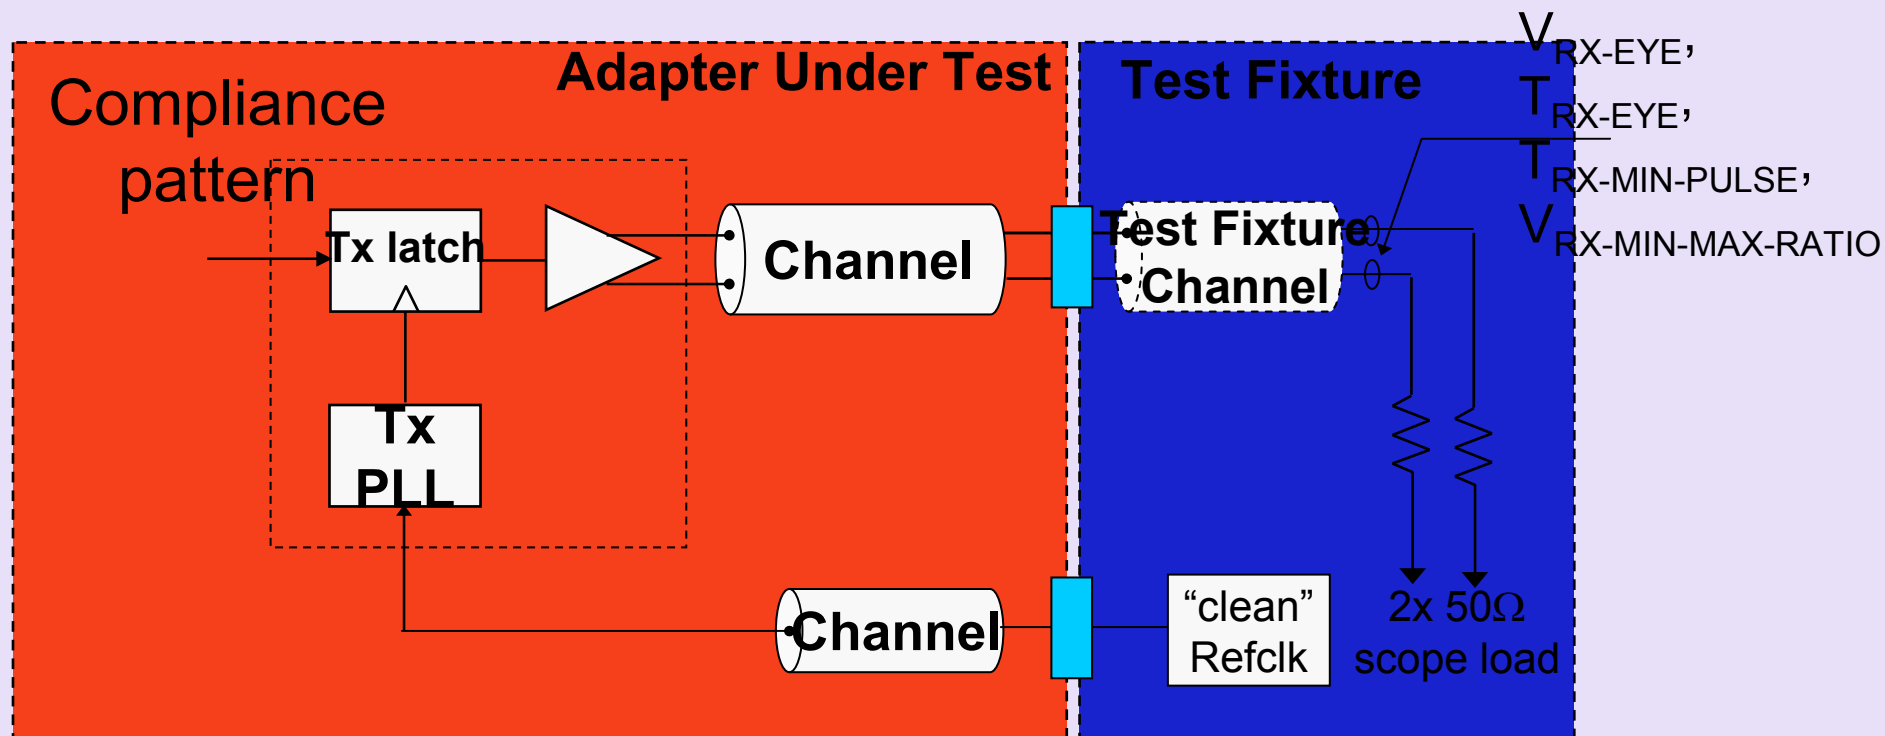 Compliance
pattern
Adapter Under Test
Test Fixture
V RX-EYE,
T RX-EYE,
T RX-MIN-PULSE,
V RX-MIN-MAX-RATIO
Tx latch
Channel
Test Fixture
Channel
Tx
PLL
Channel
“clean”
Refclk
2x 50Ω
scope load